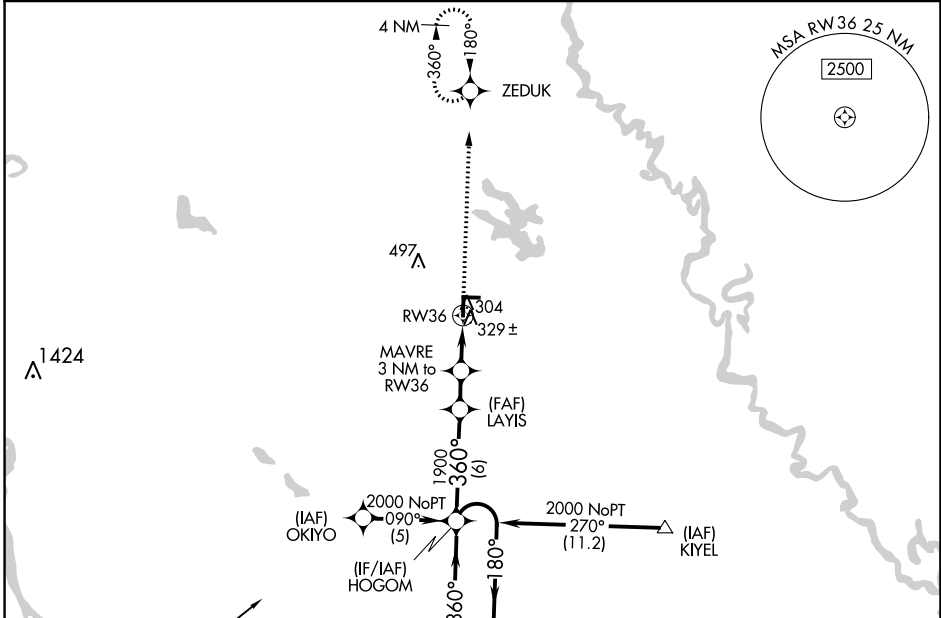 4 NM
360°
180°
ZEDUK
MSA RW36 25 NM
2500
497
RW36
304
329 ±
MAVRE
3 NM to
RW36
1424
(FAF)
LAYIS
1900
360°
(6)
2000 NoPT
090°
(5)
(IAF)
OKIYO
2000 NoPT
270°
(11.2)
(IAF)
KIYEL
(IF/IAF)
HOGOM
360°
180°